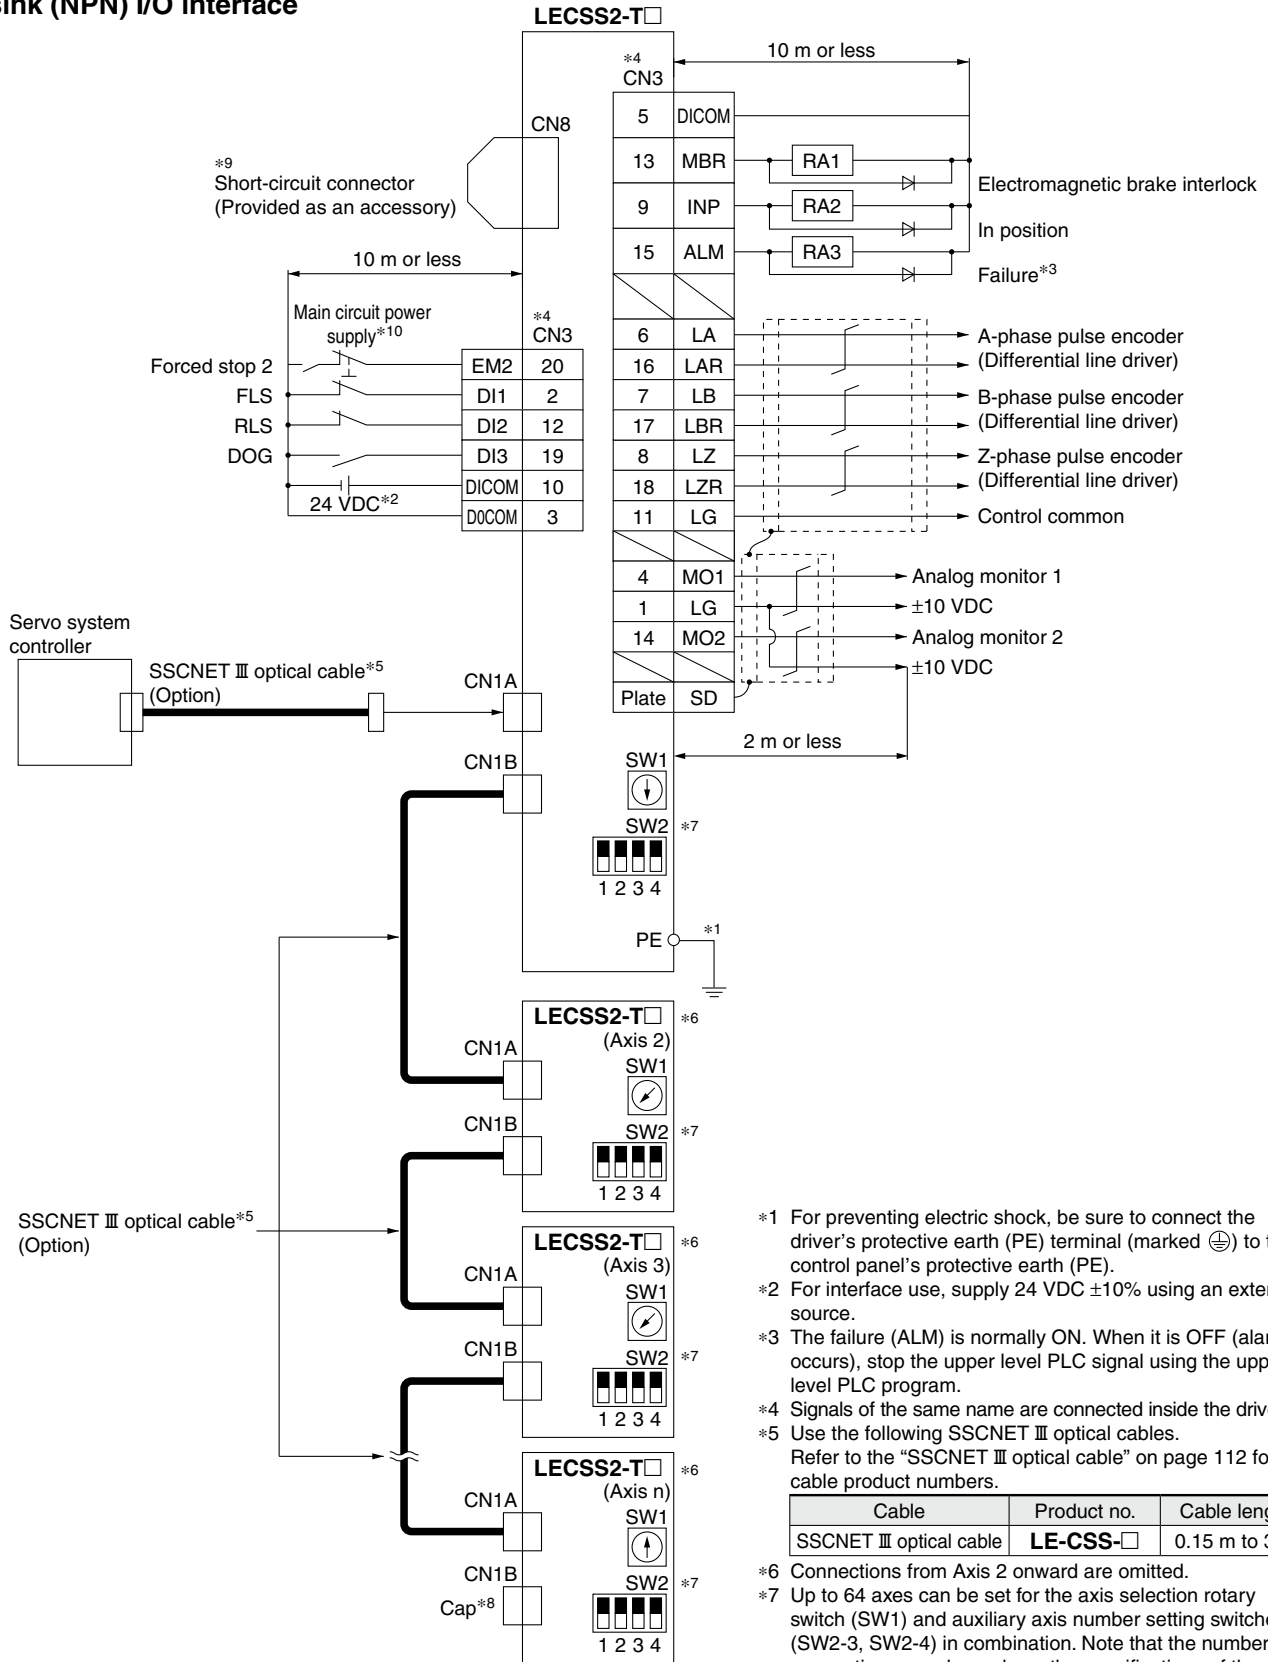 sink (NPN) I/O interface
LECSS2-T□
*4
CN3
10 m or less
5 DICOM
CN8
13 MBR RA1
*9
Short-circuit connector
(Provided as an accessory)
Electromagnetic brake interlock
9 INP RA2
In position
15 ALM RA3
Failure*3
10 m or less
Main circuit power
supply*10
*4
CN3
Forced stop 2 EM2 20
FLS DI1 2
RLS DI2 12
DOG DI3 19
24 VDC*2 DICOM 10
D0COM 3
6 LA A-phase pulse encoder
16 LAR (Differential line driver)
7 LB B-phase pulse encoder
17 LBR (Differential line driver)
8 LZ Z-phase pulse encoder
18 LZR (Differential line driver)
11 LG Control common
4 MO1 Analog monitor 1
1 LG ±10 VDC
14 MO2 Analog monitor 2
±10 VDC
Plate SD
2 m or less
Servo system
controller
SSCNET Ⅲ optical cable*5
(Option)
CN1A
CN1B
SW1
SW2 *7
1 2 3 4
PE *1
LECSS2-T□ *6
(Axis 2)
CN1A
SW1
CN1B
SW2 *7
1 2 3 4
SSCNET Ⅲ optical cable*5
(Option)
LECSS2-T□ *6
(Axis 3)
CN1A
SW1
CN1B
SW2 *7
1 2 3 4
LECSS2-T□ *6
(Axis n)
CN1A
SW1
CN1B
Cap*8
SW2 *7
1 2 3 4
*1 For preventing electric shock, be sure to connect the
driver's protective earth (PE) terminal (marked ⏚) to
control panel's protective earth (PE).
*2 For interface use, supply 24 VDC ±10% using an
source.
*3 The failure (ALM) is normally ON. When it is OFF
occurs), stop the upper level PLC signal using the
level PLC program.
*4 Signals of the same name are connected inside the
*5 Use the following SSCNET Ⅲ optical cables.
Refer to the “SSCNET Ⅲ optical cable” on page 112
cable product numbers.
Cable Product no. Cable
SSCNET Ⅲ optical cable LE-CSS-□ 0.15 m to
*6 Connections from Axis 2 onward are omitted.
*7 Up to 64 axes can be set for the axis selection rotary
switch (SW1) and auxiliary axis number setting
(SW2-3, SW2-4) in combination. Note that the number